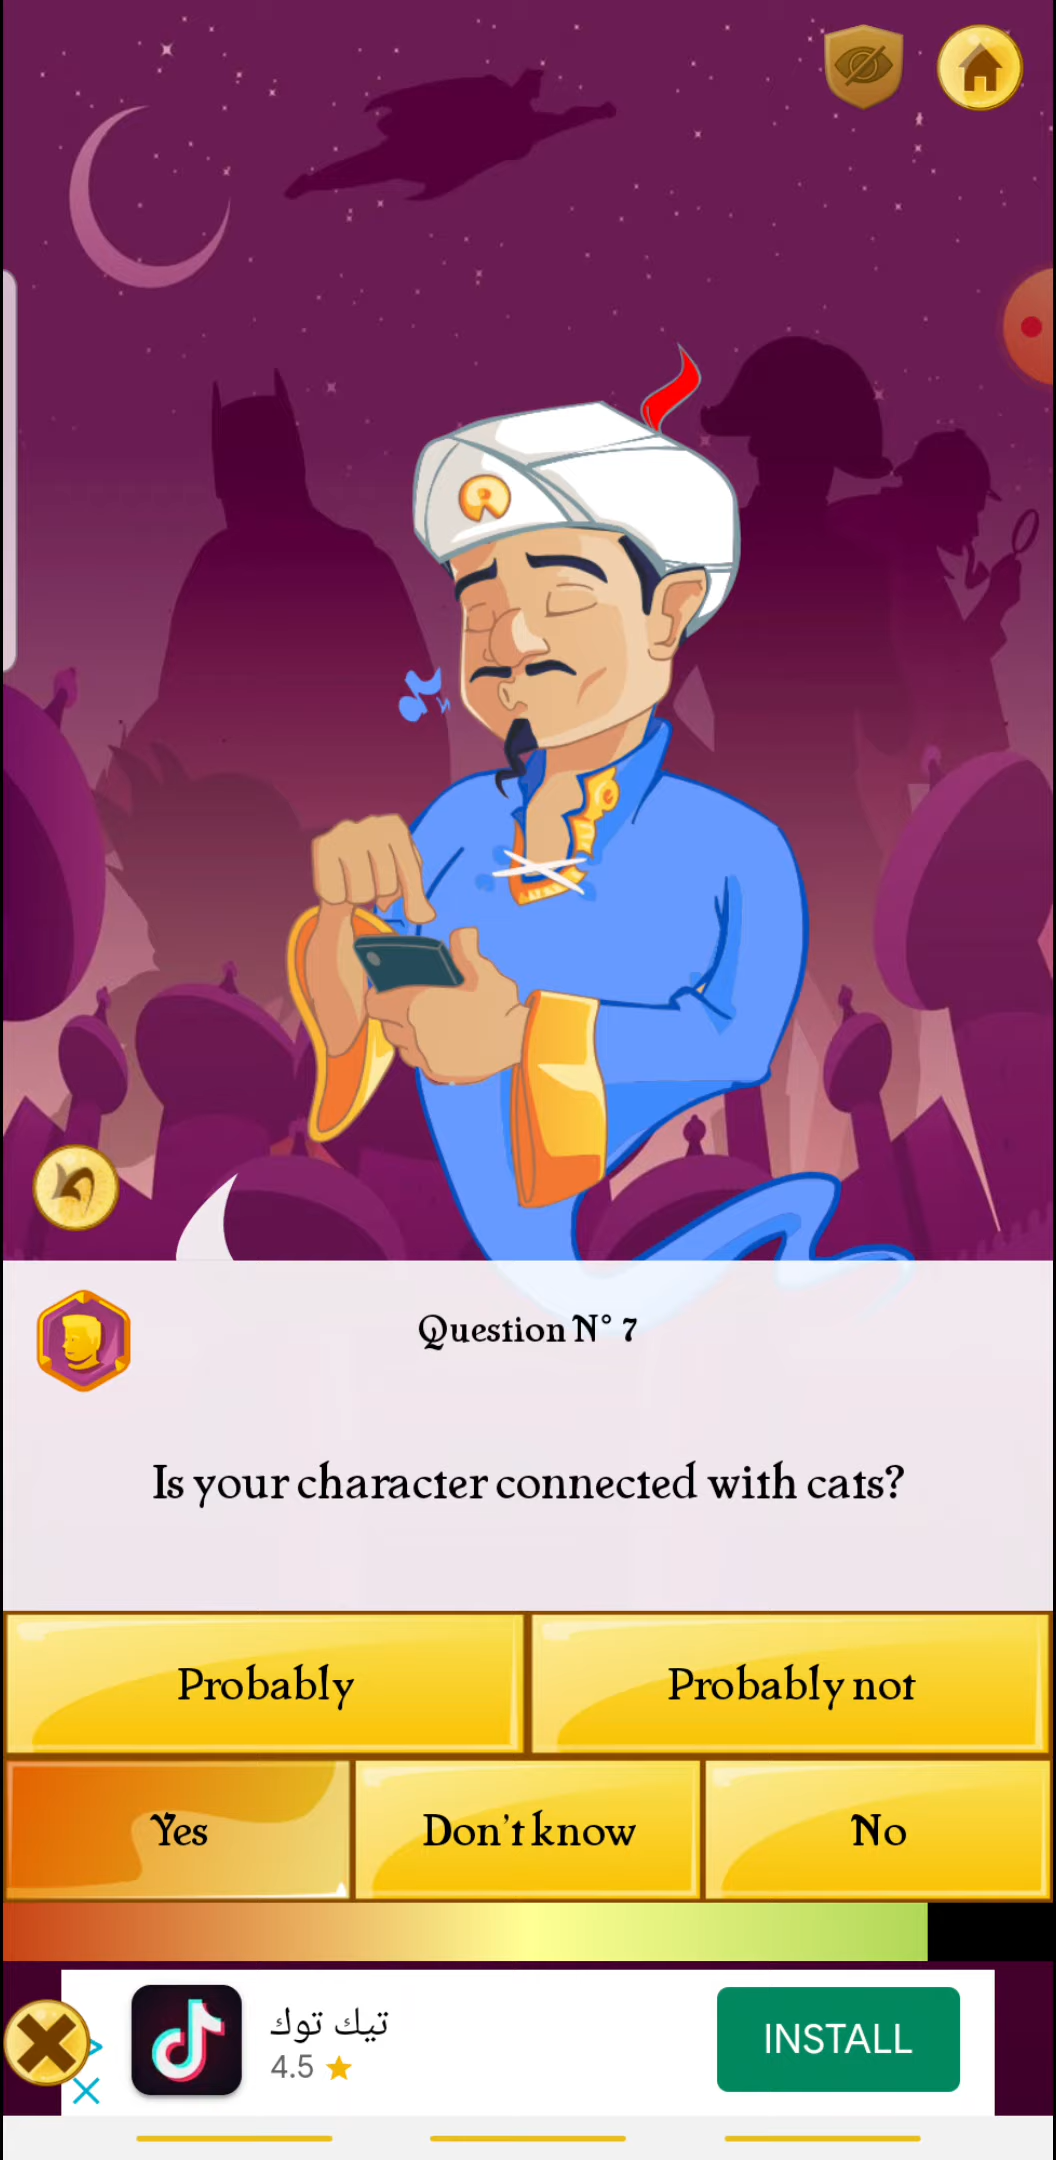 Question N° 7
Is your character connected with cats?
Probably
Probably not
Yes
Don't know
No
تيك توك
4.5
INSTALL